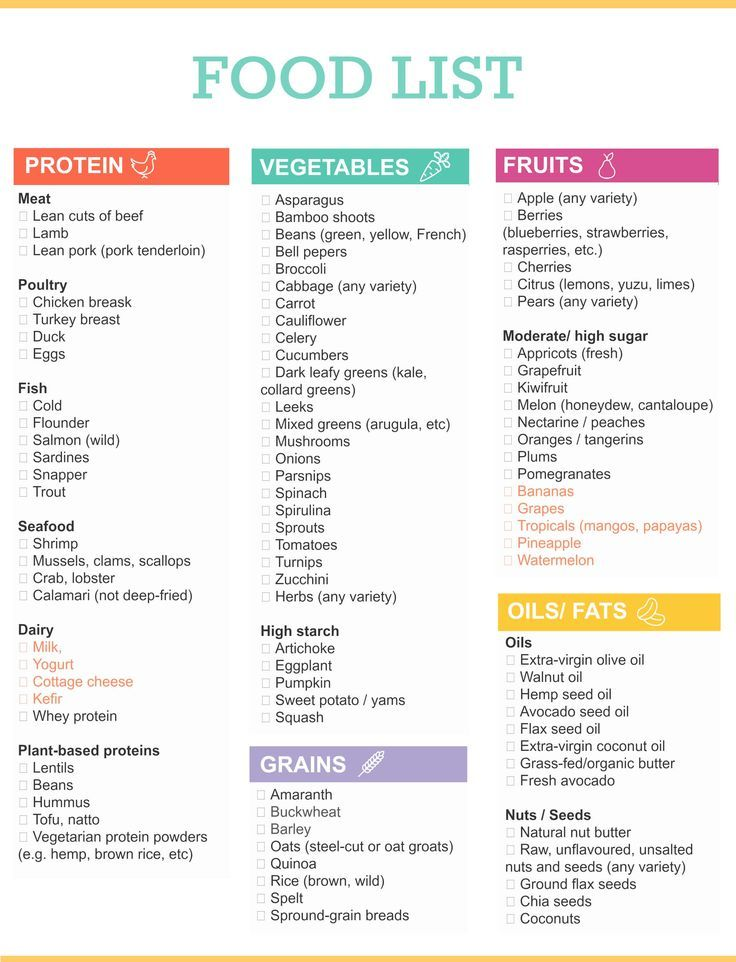 FOOD LIST
PROTEIN
Meat
Lean cuts of beef
Lamb
Lean pork (pork tenderloin)
Poultry
Chicken breask
Turkey breast
Duck
Eggs
Fish
Cold
Flounder
Salmon (wild)
Sardines
Snapper
Trout
Seafood
Shrimp
Mussels, clams, scallops
Crab, lobster
Calamari (not deep-fried)
Dairy
Milk,
Yogurt
Cottage cheese
Kefir
Whey protein
Plant-based proteins
Lentils
Beans
Hummus
Tofu, natto
Vegetarian protein powders
(e.g. hemp, brown rice, etc)
VEGETABLES
Asparagus
Bamboo shoots
Beans (green, yellow, French)
Bell pepers
Broccoli
Cabbage (any variety)
Carrot
Cauliflower
Celery
Cucumbers
Dark leafy greens (kale,
collard greens)
Leeks
Mixed greens (arugula, etc)
Mushrooms
Onions
Parsnips
Spinach
Spirulina
Sprouts
Tomatoes
Turnips
Zucchini
Herbs (any variety)
High starch
Artichoke
Eggplant
Pumpkin
Sweet potato / yams
Squash
GRAINS
Amaranth
Buckwheat
Barley
Oats (steel-cut or oat groats)
Quinoa
Rice (brown, wild)
Spelt
Spround-grain breads
FRUITS
Apple (any variety)
Berries
(blueberries, strawberries,
rasperries, etc.)
Cherries
Citrus (lemons, yuzu, limes)
Pears (any variety)
Moderate/ high sugar
Appricots (fresh)
Grapefruit
Kiwifruit
Melon (honeydew, cantaloupe)
Nectarine / peaches
Oranges / tangerins
Plums
Pomegranates
Bananas
Grapes
Tropicals (mangos, papayas)
Pineapple
Watermelon
OILS/ FATS
Oils
Extra-virgin olive oil
Walnut oil
Hemp seed oil
Avocado seed oil
Flax seed oil
Extra-virgin coconut oil
Grass-fed/organic butter
Fresh avocado
Nuts / Seeds
Natural nut butter
Raw, unflavoured, unsalted
nuts and seeds (any variety)
Ground flax seeds
Chia seeds
Coconuts